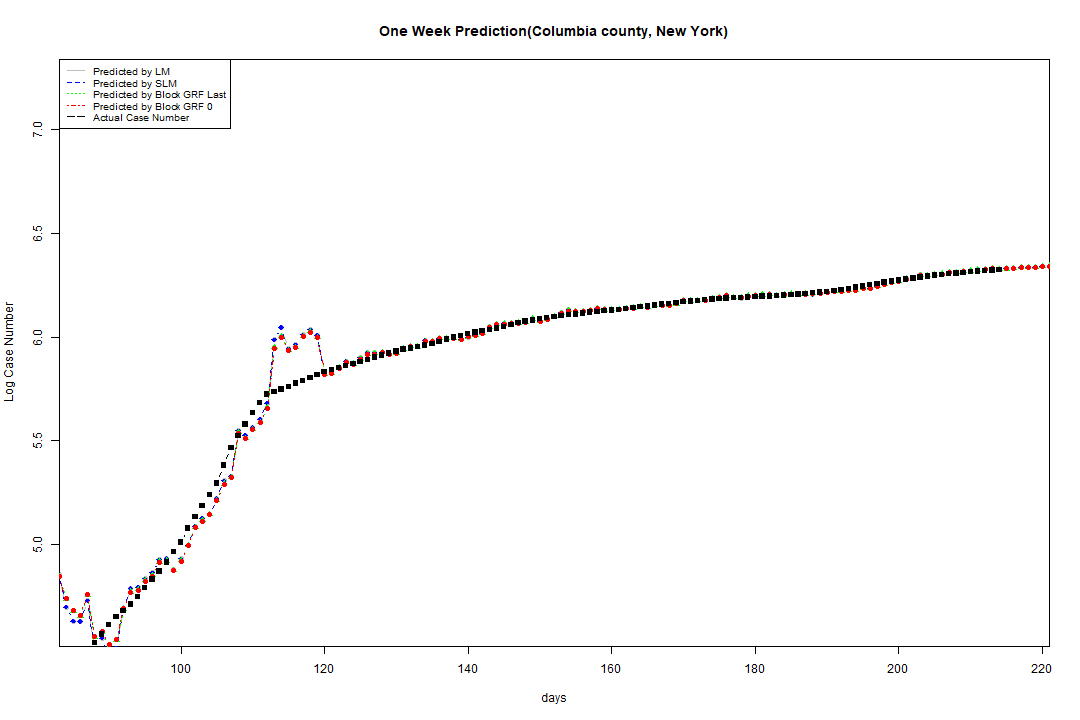 One Week Prediction(Columbia county, New York)
Predicted by LM
Predicted by SLM
Predicted by Block GRF Last
Predicted by Block GRF 0
Actual Case Number
7.0
6.5
6.0
5.5
5.0
Log Case Number
100 120 140 160 180 200 220
days